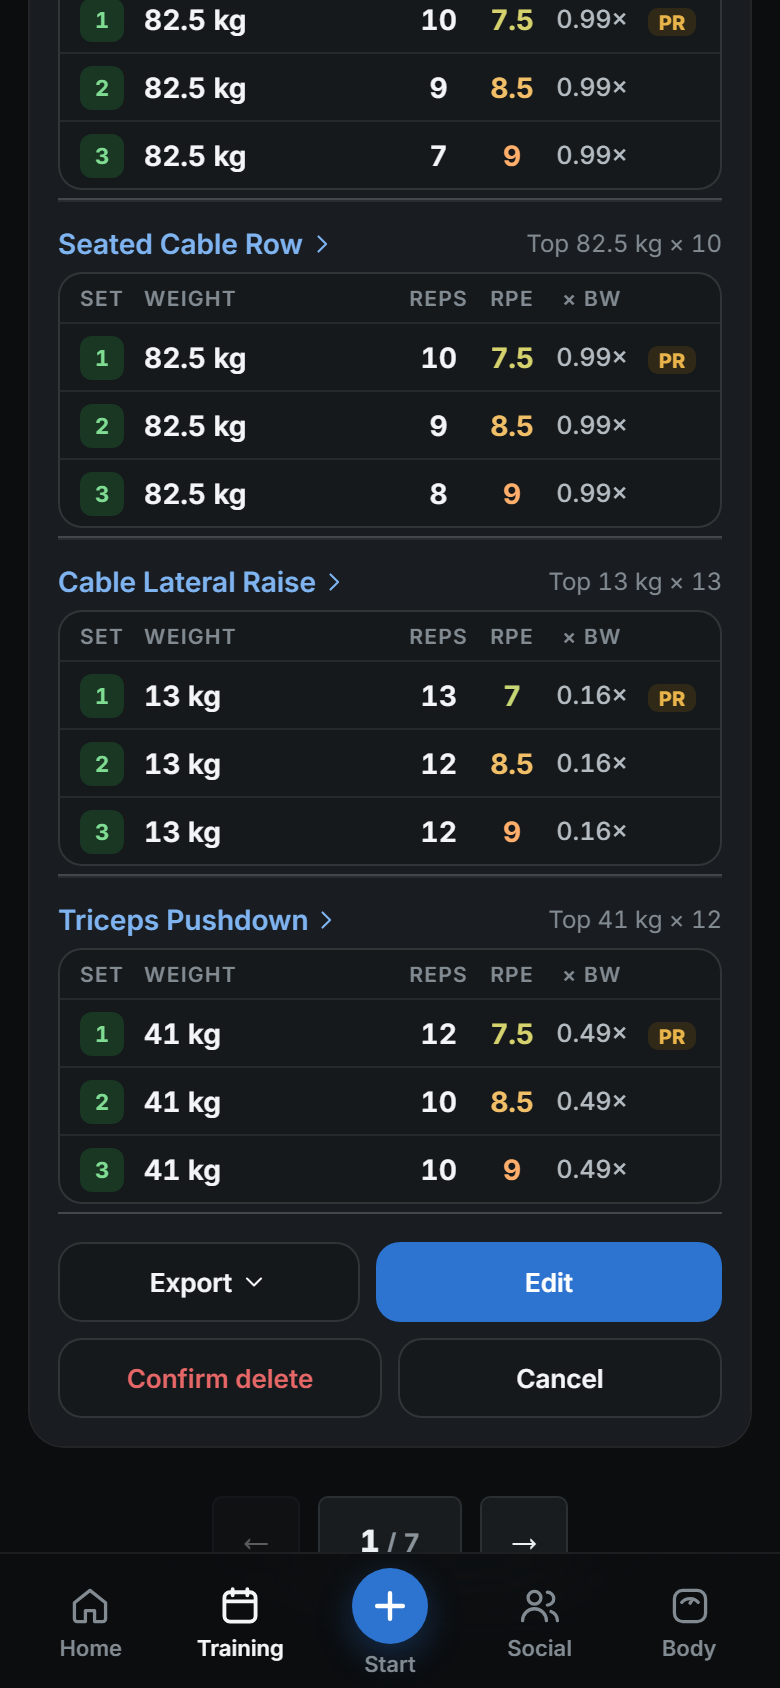 1 82.5 kg 10 7.5 0.99× PR
2 82.5 kg 9 8.5 0.99×
3 82.5 kg 7 9 0.99×
Seated Cable Row > Top 82.5 kg × 10
SET WEIGHT REPS RPE × BW
1 82.5 kg 10 7.5 0.99× PR
2 82.5 kg 9 8.5 0.99×
3 82.5 kg 8 9 0.99×
Cable Lateral Raise > Top 13 kg × 13
SET WEIGHT REPS RPE × BW
1 13 kg 13 7 0.16× PR
2 13 kg 12 8.5 0.16×
3 13 kg 12 9 0.16×
Triceps Pushdown > Top 41 kg × 12
SET WEIGHT REPS RPE × BW
1 41 kg 12 7.5 0.49× PR
2 41 kg 10 8.5 0.49×
3 41 kg 10 9 0.49×
Export Edit
Confirm delete Cancel
← 1 / 7 →
Home Training Start Social Body